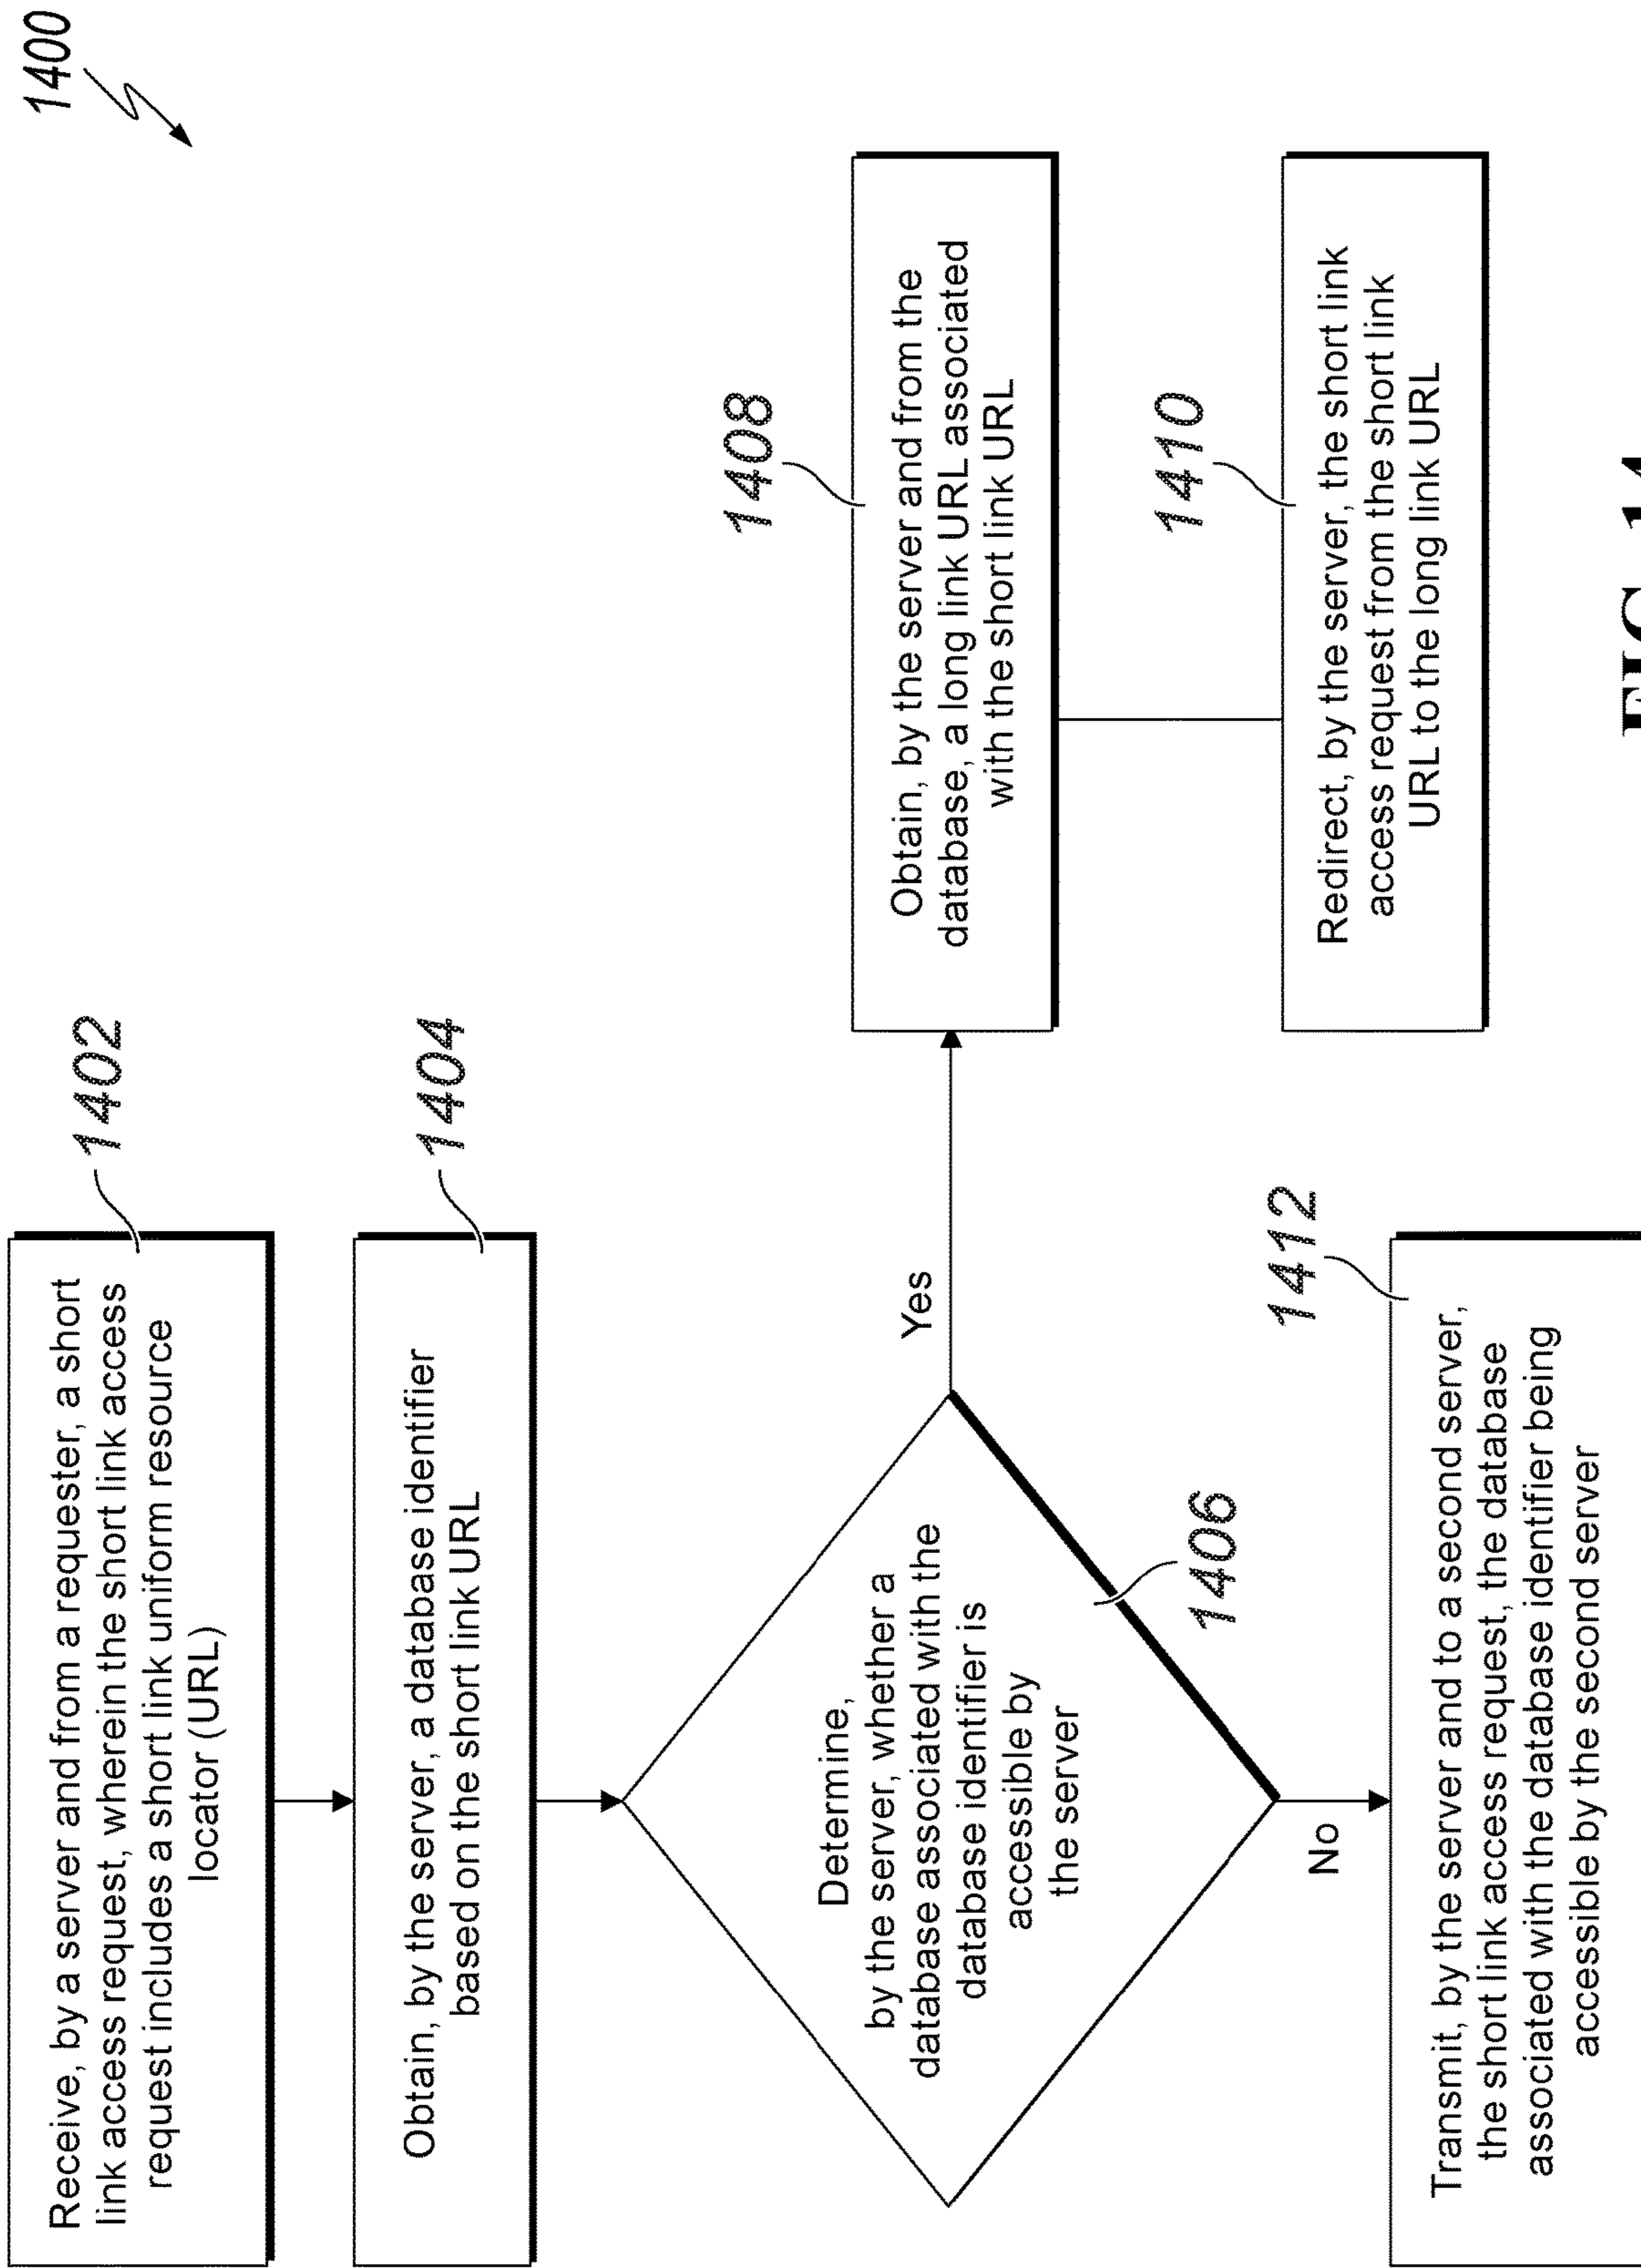 1400
Receive, by a server and from a requester, a short
link access request, wherein the short link access
request includes a short link uniform resource
locator (URL)
1402
Obtain, by the server, a database identifier
based on the short link URL
1404
Determine,
by the server, whether a
database associated with the
database identifier is
accessible by
the server
1406
Yes
Obtain, by the server and from the
database, a long link URL associated
with the short link URL
1408
Redirect, by the server, the short link
access request from the short link
URL to the long link URL
1410
No
Transmit, by the server and to a second server,
the short link access request, the database
associated with the database identifier being
accessible by the second server
1412